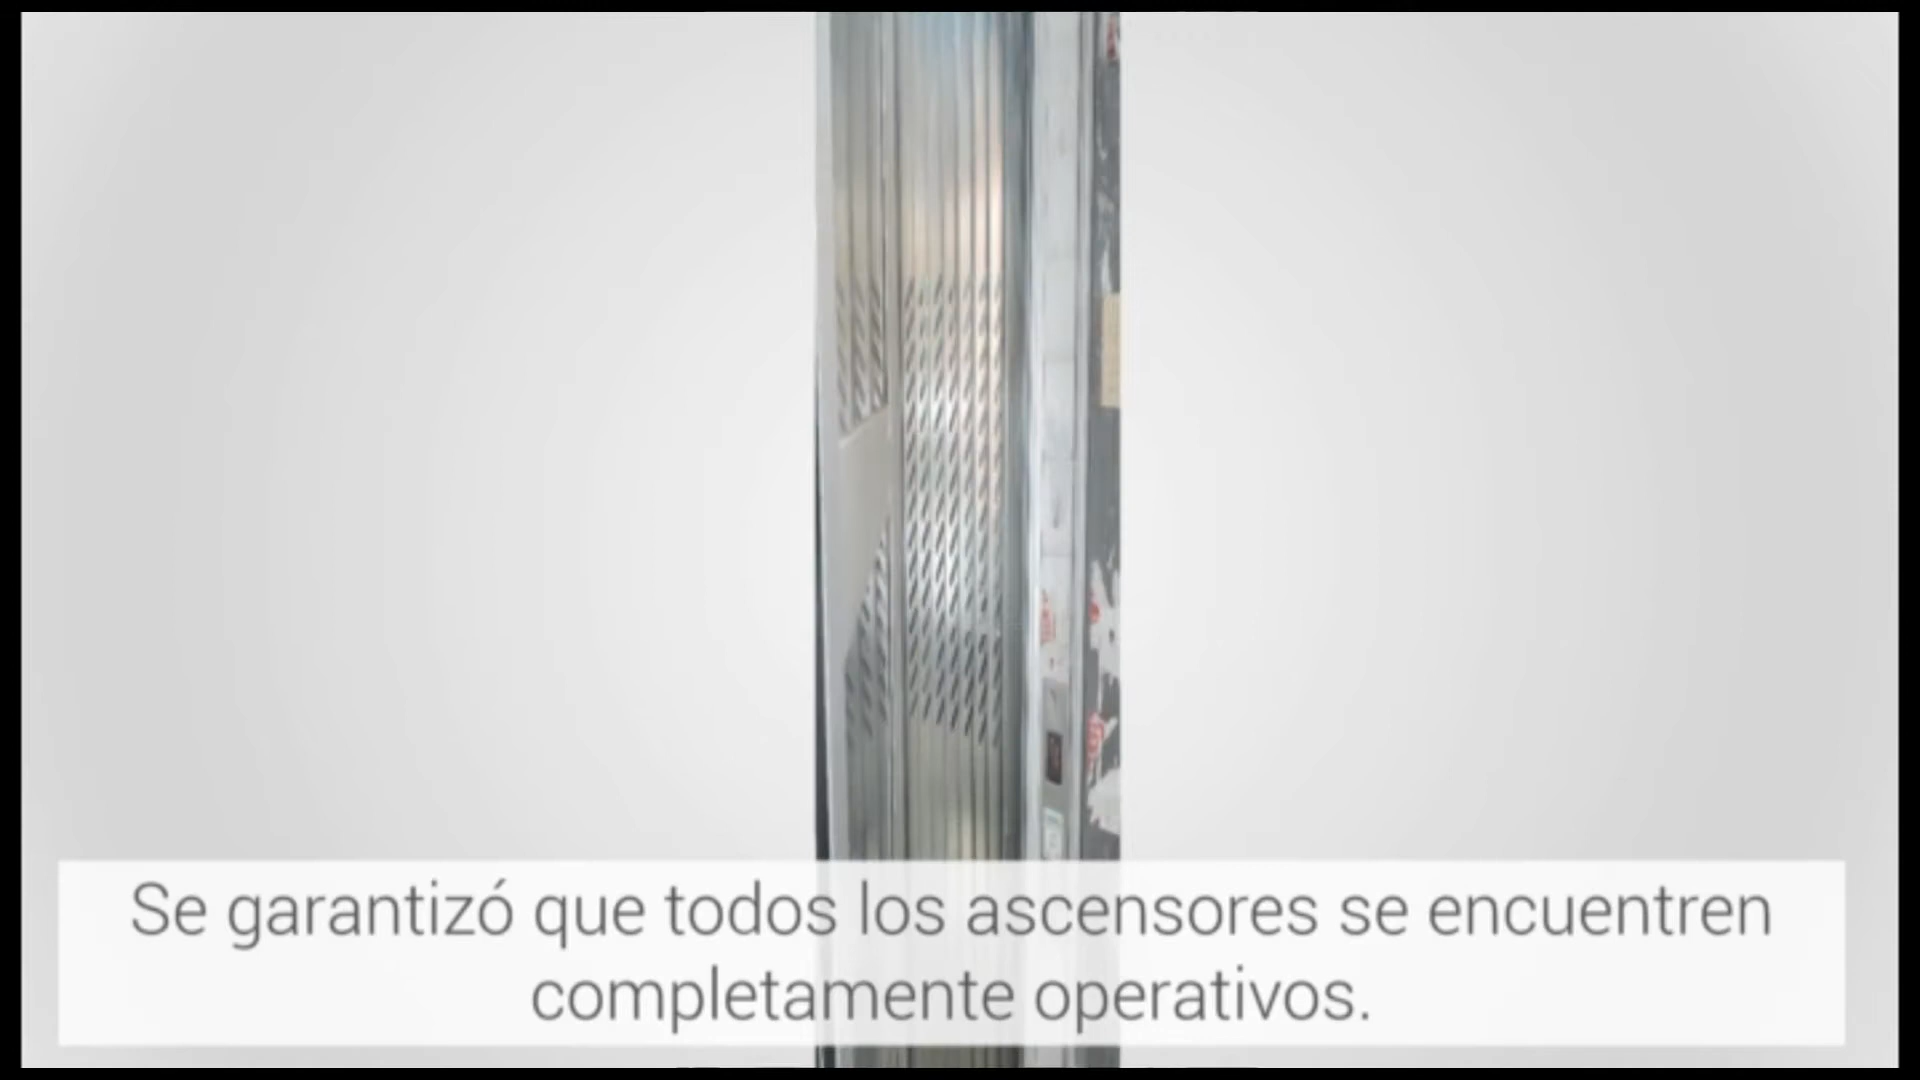 Se garantizó que todos los ascensores se encuentren
completamente operativos.